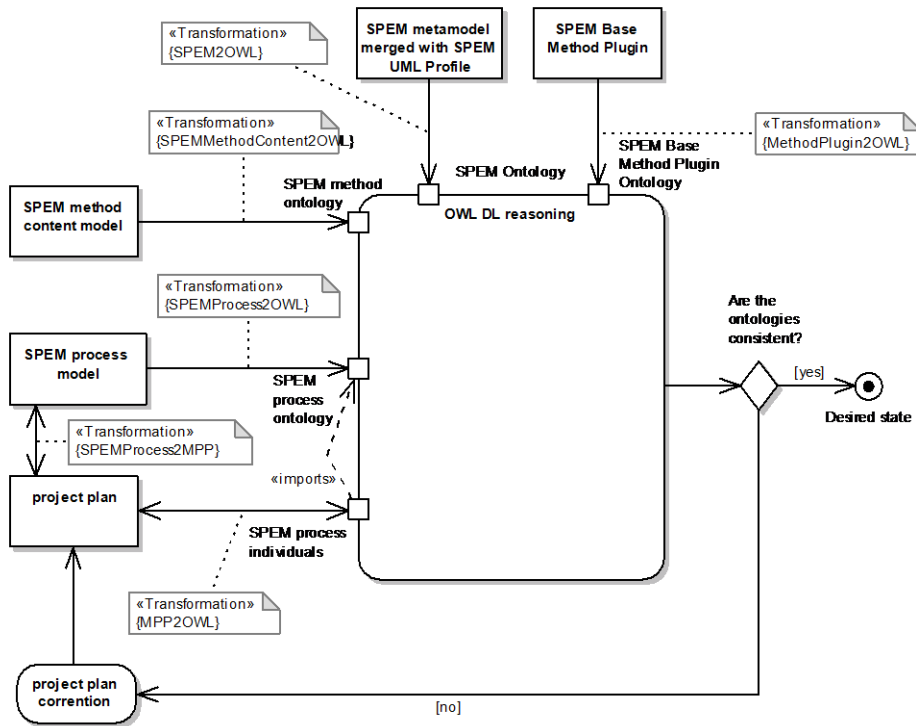 «Transformation»
{SPEM2OWL}
SPEM metamodel
merged with SPEM
UML Profile
SPEM Base
Method Plugin
«Transformation»
{SPEMMethodContent2OWL}
«Transformation»
{MethodPlugin2OWL}
SPEM method
ontology
SPEM Ontology
SPEM Base
Method Plugin
Ontology
SPEM method
content model
OWL DL reasoning
«Transformation»
{SPEMProcess2OWL}
Are the
ontologies
consistent?
SPEM process
model
SPEM
process
ontology
[yes]
Desired state
«Transformation»
{SPEMProcess2MPP}
«imports»
project plan
SPEM process
individuals
«Transformation»
{MPP2OWL}
project plan
corrention
[no]